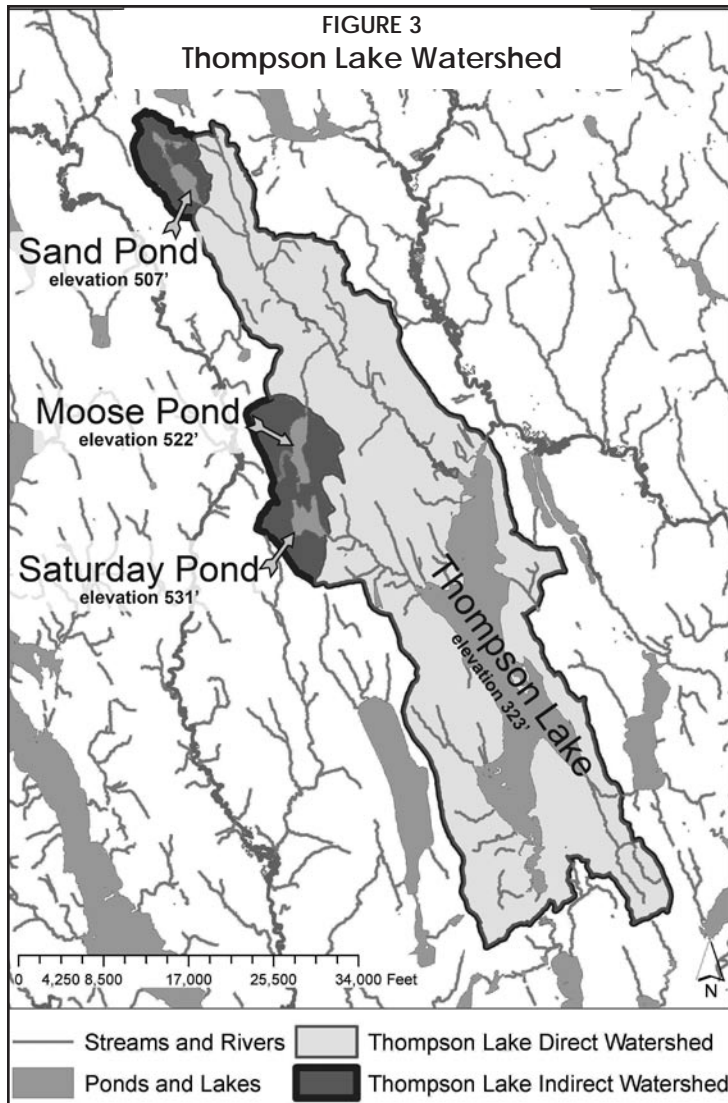 FIGURE 3
Thompson Lake Watershed
Sand Pond
elevation 507'
Moose Pond
elevation 522'
Saturday Pond
elevation 531'
Thompson Lake
elevation 323'
0 4,250 8,500 17,000 25,500 34,000 Feet
N
Streams and Rivers
Thompson Lake Direct Watershed
Ponds and Lakes
Thompson Lake Indirect Watershed